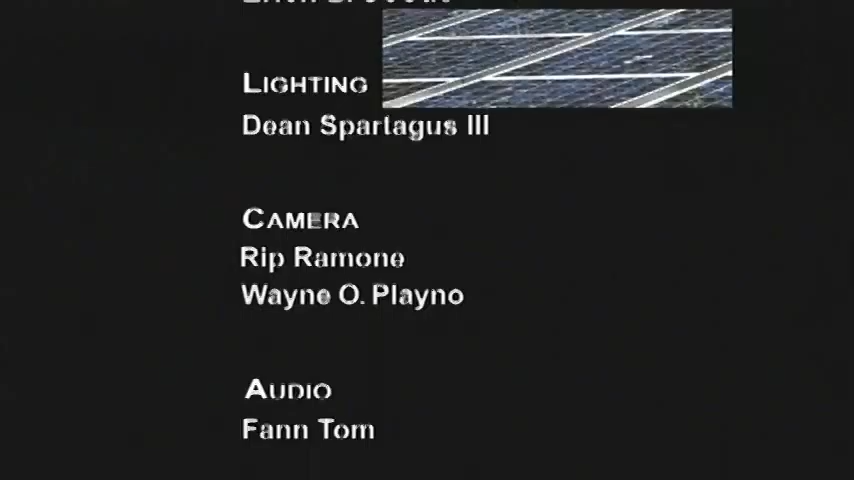 LIGHTING
Dean Spartagus III
CAMERA
Rip Ramone
Wayne O. Playno
AUDIO
Fann Tom